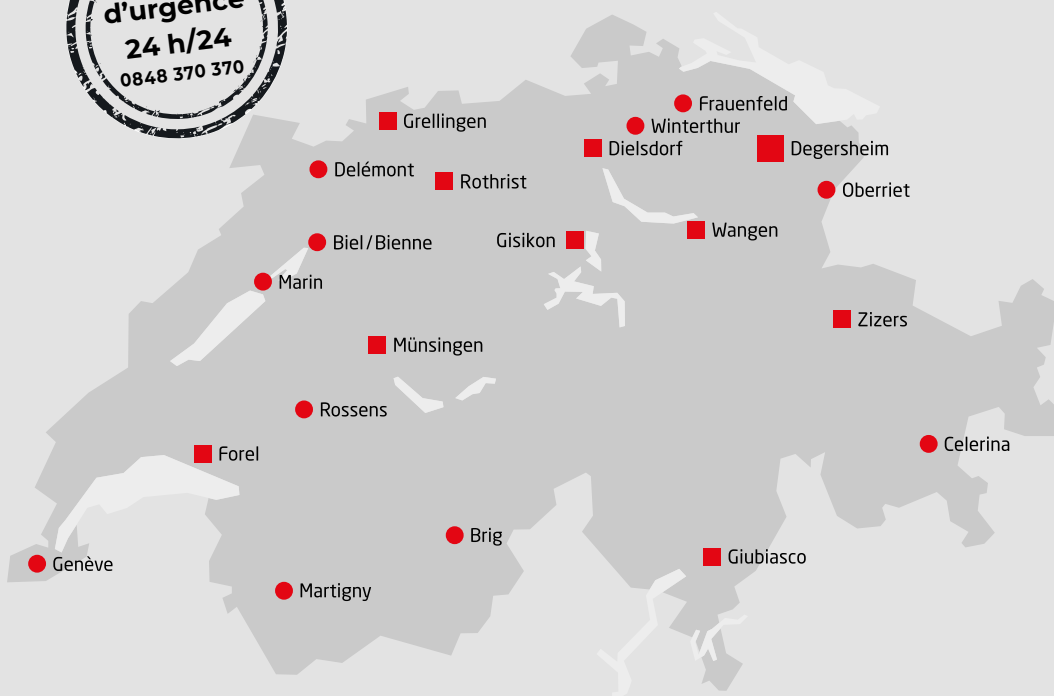 d’urgence
24 h/24
0848 370 370
Frauenfeld
Grellingen
Winterthur
Dielsdorf
Degersheim
Delémont
Rothrist
Oberriet
Wangen
Gisikon
Biel/Bienne
Marin
Zizers
Münsingen
Rossens
Celerina
Forel
Brig
Giubiasco
Genève
Martigny